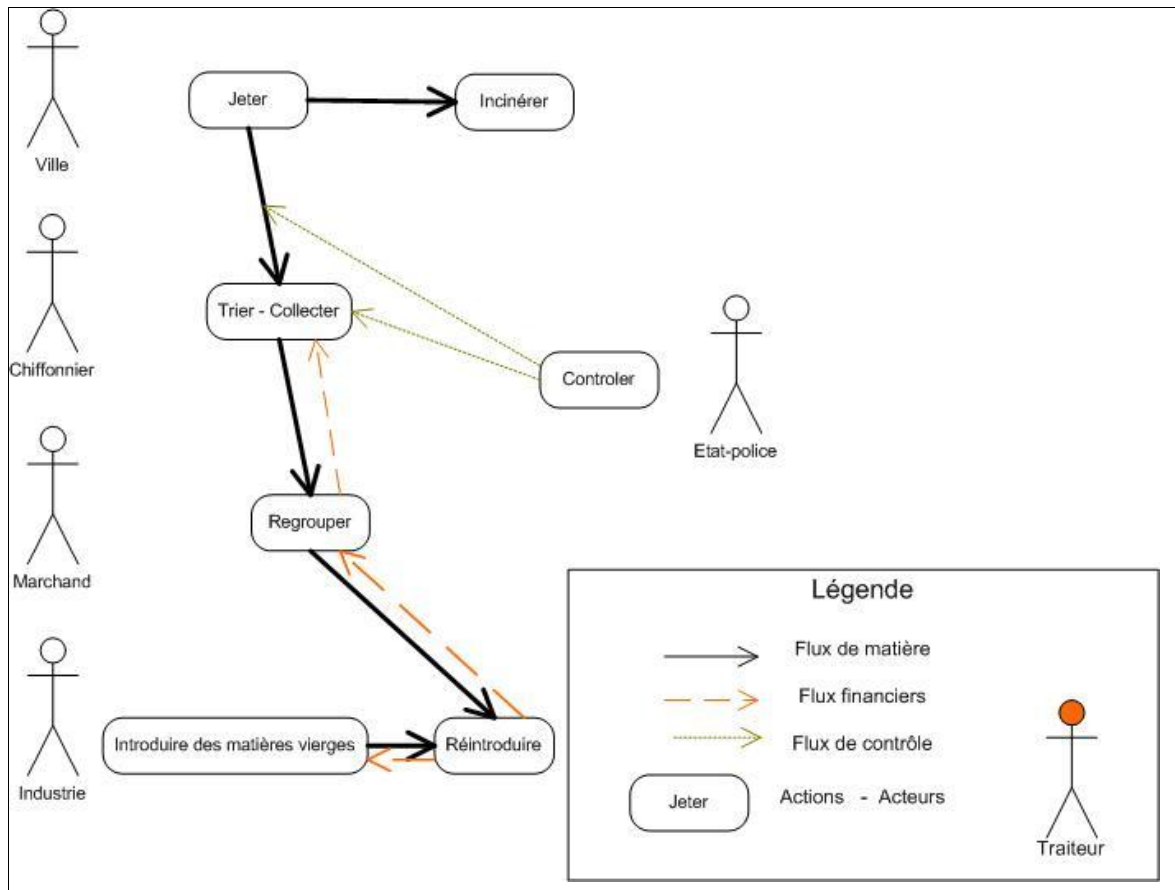 Ville
Jeter
Incinérer
Chiffonnier
Trier - Collecter
Controler
Etat-police
Marchand
Regrouper
Industrie
Introduire des matières vierges
Réintroduire
Légende
Flux de matière
Flux financiers
Flux de contrôle
Jeter
Actions - Acteurs
Traiteur